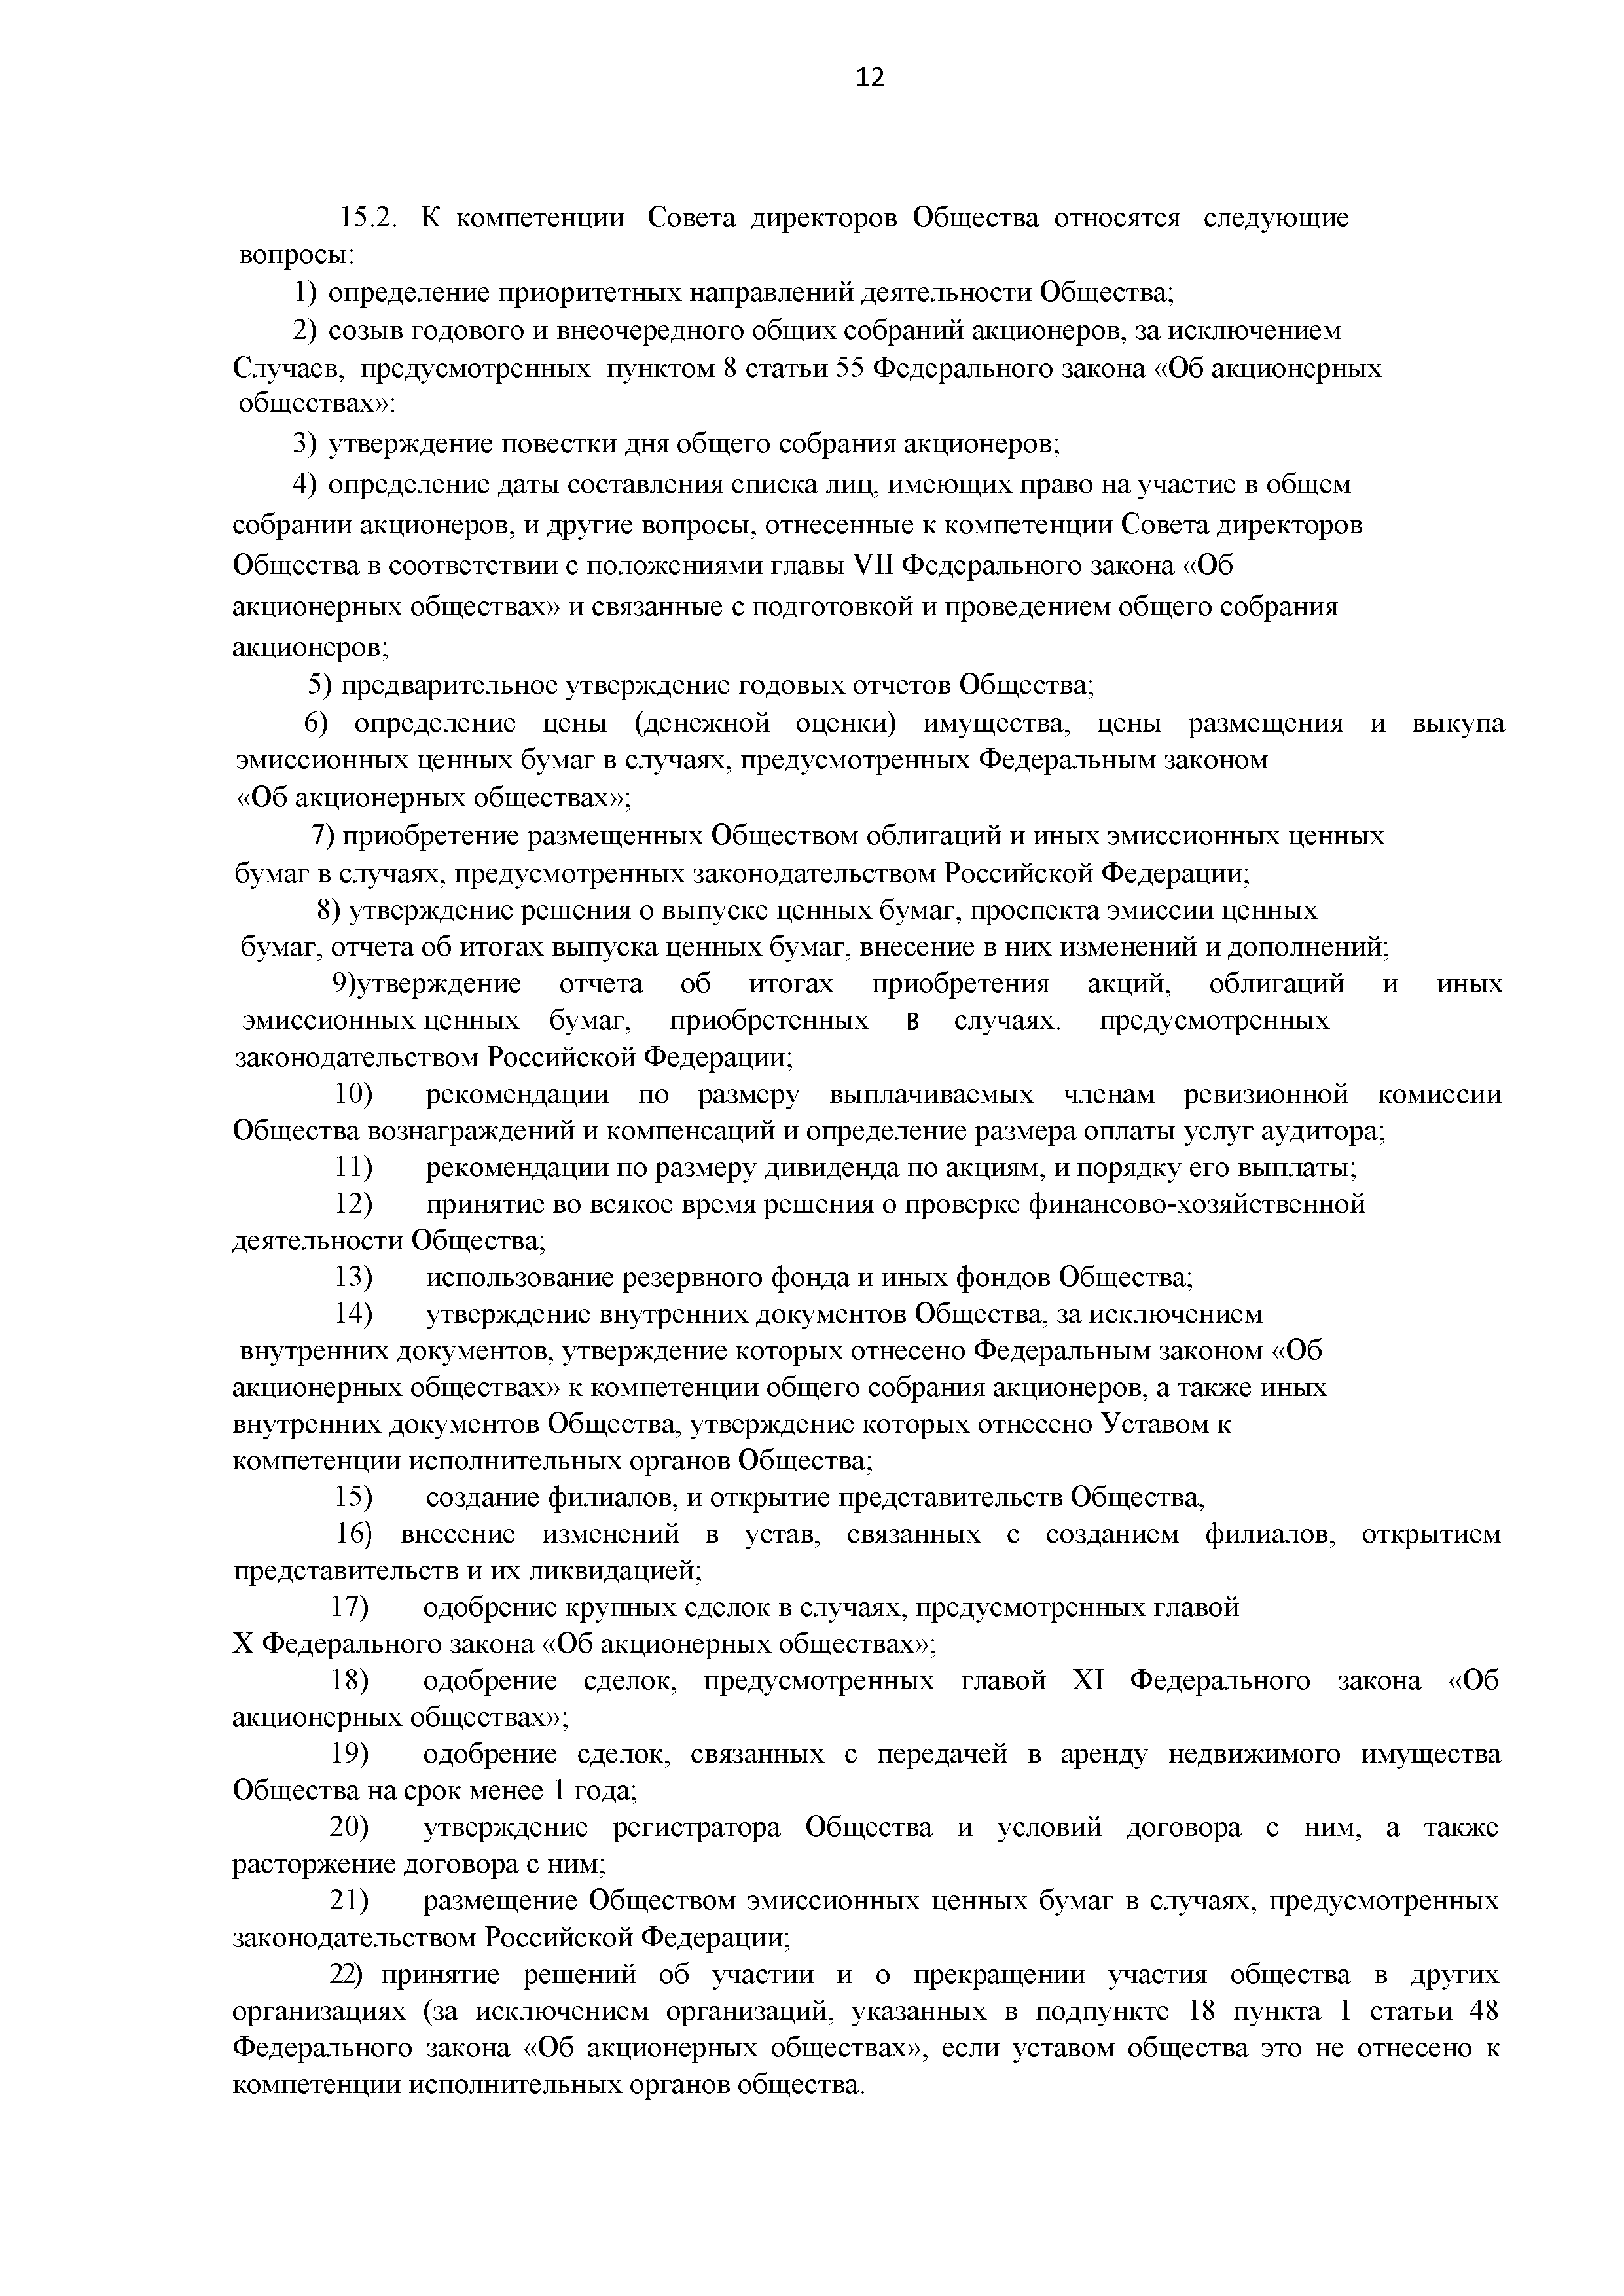 12
15.2. К компетенции Совета директоров Общества относятся следующие
вопросы:
1) определение приоритетных направлений деятельности Общества;
2) созыв годового и внеочередного общих собраний акционеров, за исключением
Случаев, предусмотренных пунктом 8 статьи 55 Федерального закона «Об акционерных
обществах»:
3) утверждение повестки дня общего собрания акционеров;
4) определение даты составления списка лиц, имеющих право на участие в общем
собрании акционеров, и другие вопросы, отнесенные к компетенции Совета директоров
Общества в соответствии с положениями главы VII Федерального закона «Об
акционерных обществах» и связанные с подготовкой и проведением общего собрания
акционеров;
5) предварительное утверждение годовых отчетов Общества;
6) определение цены (денежной оценки) имущества, цены размещения и выкупа
эмиссионных ценных бумаг в случаях, предусмотренных Федеральным законом
«Об акционерных обществах»;
7) приобретение размещенных Обществом облигаций и иных эмиссионных ценных
бумаг в случаях, предусмотренных законодательством Российской Федерации;
8) утверждение решения о выпуске ценных бумаг, проспекта эмиссии ценных
бумаг, отчета об итогах выпуска ценных бумаг, внесение в них изменений и дополнений;
9)утверждение отчета об итогах приобретения акций, облигаций и иных
эмиссионных ценных бумаг, приобретенных в случаях. предусмотренных
законодательством Российской Федерации;
10) рекомендации по размеру выплачиваемых членам ревизионной комиссии
Общества вознаграждений и компенсаций и определение размера оплаты услуг аудитора;
11) рекомендации по размеру дивиденда по акциям, и порядку его выплаты;
12) принятие во всякое время решения о проверке финансово-хозяйственной
деятельности Общества;
13) использование резервного фонда и иных фондов Общества;
14) утверждение внутренних документов Общества, за исключением
внутренних документов, утверждение которых отнесено Федеральным законом «Об
акционерных обществах» к компетенции общего собрания акционеров, а также иных
внутренних документов Общества, утверждение которых отнесено Уставом к
компетенции исполнительных органов Общества;
15) создание филиалов, и открытие представительств Общества,
16) внесение изменений в устав, связанных с созданием филиалов, открытием
представительств и их ликвидацией;
17) одобрение крупных сделок в случаях, предусмотренных главой
X Федерального закона «Об акционерных обществах»;
18) одобрение сделок, предусмотренных главой XI Федерального закона «Об
акционерных обществах»;
19) одобрение сделок, связанных с передачей в аренду недвижимого имущества
Общества на срок менее 1 года;
20) утверждение регистратора Общества и условий договора с ним, а также
расторжение договора с ним;
21) размещение Обществом эмиссионных ценных бумаг в случаях, предусмотренных
законодательством Российской Федерации;
22) принятие решений об участии и о прекращении участия общества в других
организациях (за исключением организаций, указанных в подпункте 18 пункта 1 статьи 48
Федерального закона «Об акционерных обществах», если уставом общества это не отнесено к
компетенции исполнительных органов общества.